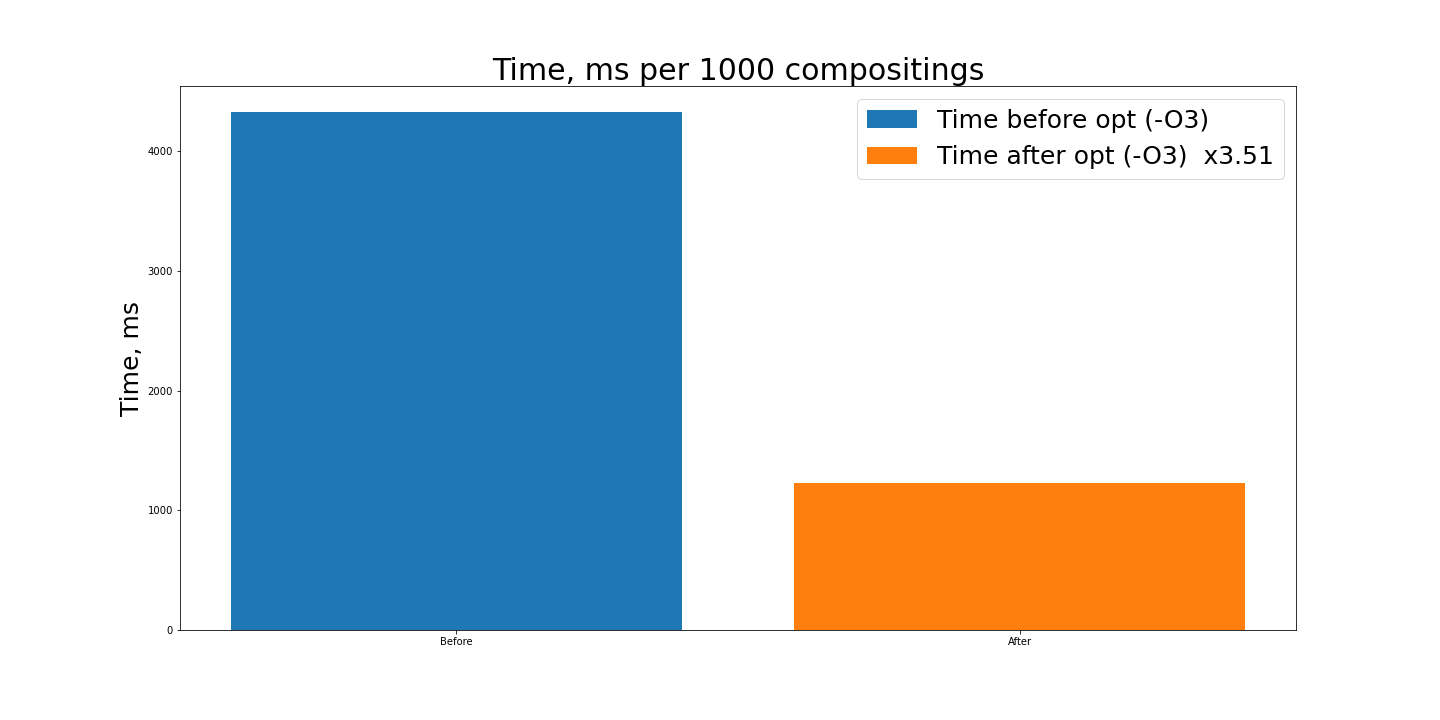 Time, ms per 1000 compositings
Time before opt (-O3)
Time after opt (-O3)  x3.51
Time, ms
4000
3000
2000
1000
0
Before
After